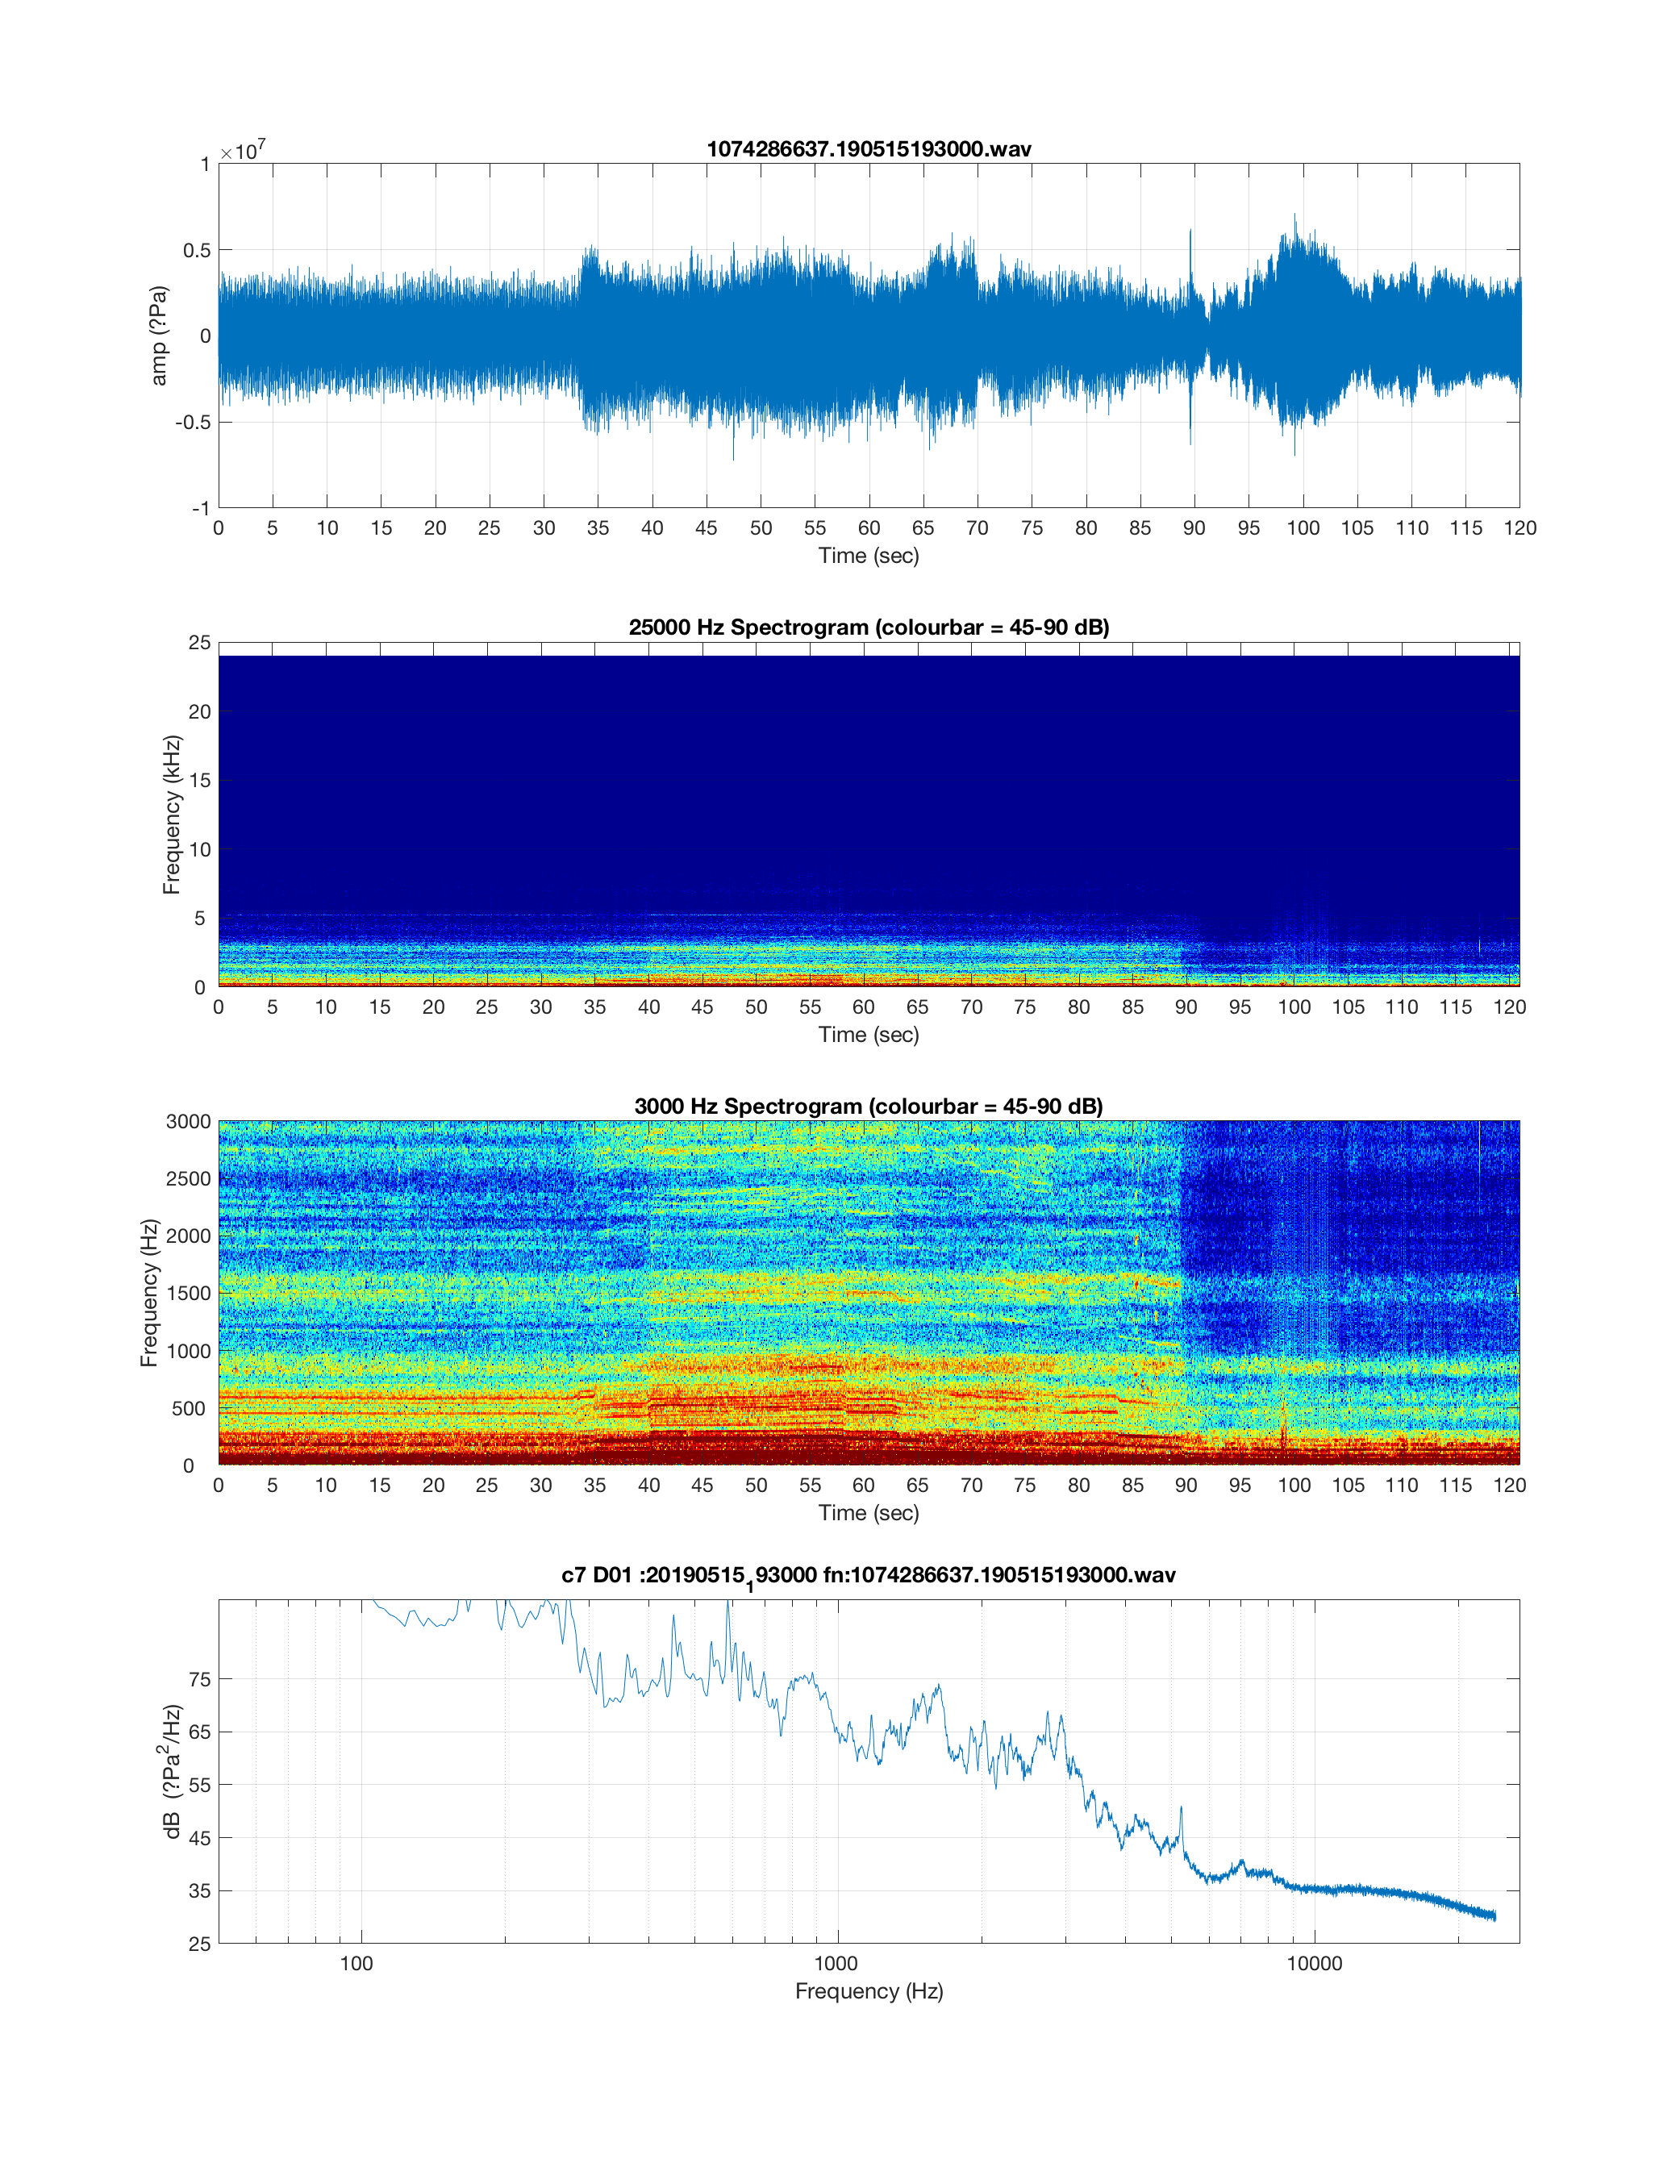 1074286637.190515193000.wav
×10^7
1
0.5
0
-0.5
-1
amp (?Pa)
0 5 10 15 20 25 30 35 40 45 50 55 60 65 70 75 80 85 90 95 100 105 110 115 120
Time (sec)
25000 Hz Spectrogram (colourbar = 45-90 dB)
25
20
15
10
5
0
Frequency (kHz)
0 5 10 15 20 25 30 35 40 45 50 55 60 65 70 75 80 85 90 95 100 105 110 115 120
Time (sec)
3000 Hz Spectrogram (colourbar = 45-90 dB)
3000
2500
2000
1500
1000
500
0
Frequency (Hz)
0 5 10 15 20 25 30 35 40 45 50 55 60 65 70 75 80 85 90 95 100 105 110 115 120
Time (sec)
c7 D01 :20190515₁93000 fn:1074286637.190515193000.wav
75
65
55
45
35
25
dB (?Pa²/Hz)
100 1000 10000
Frequency (Hz)